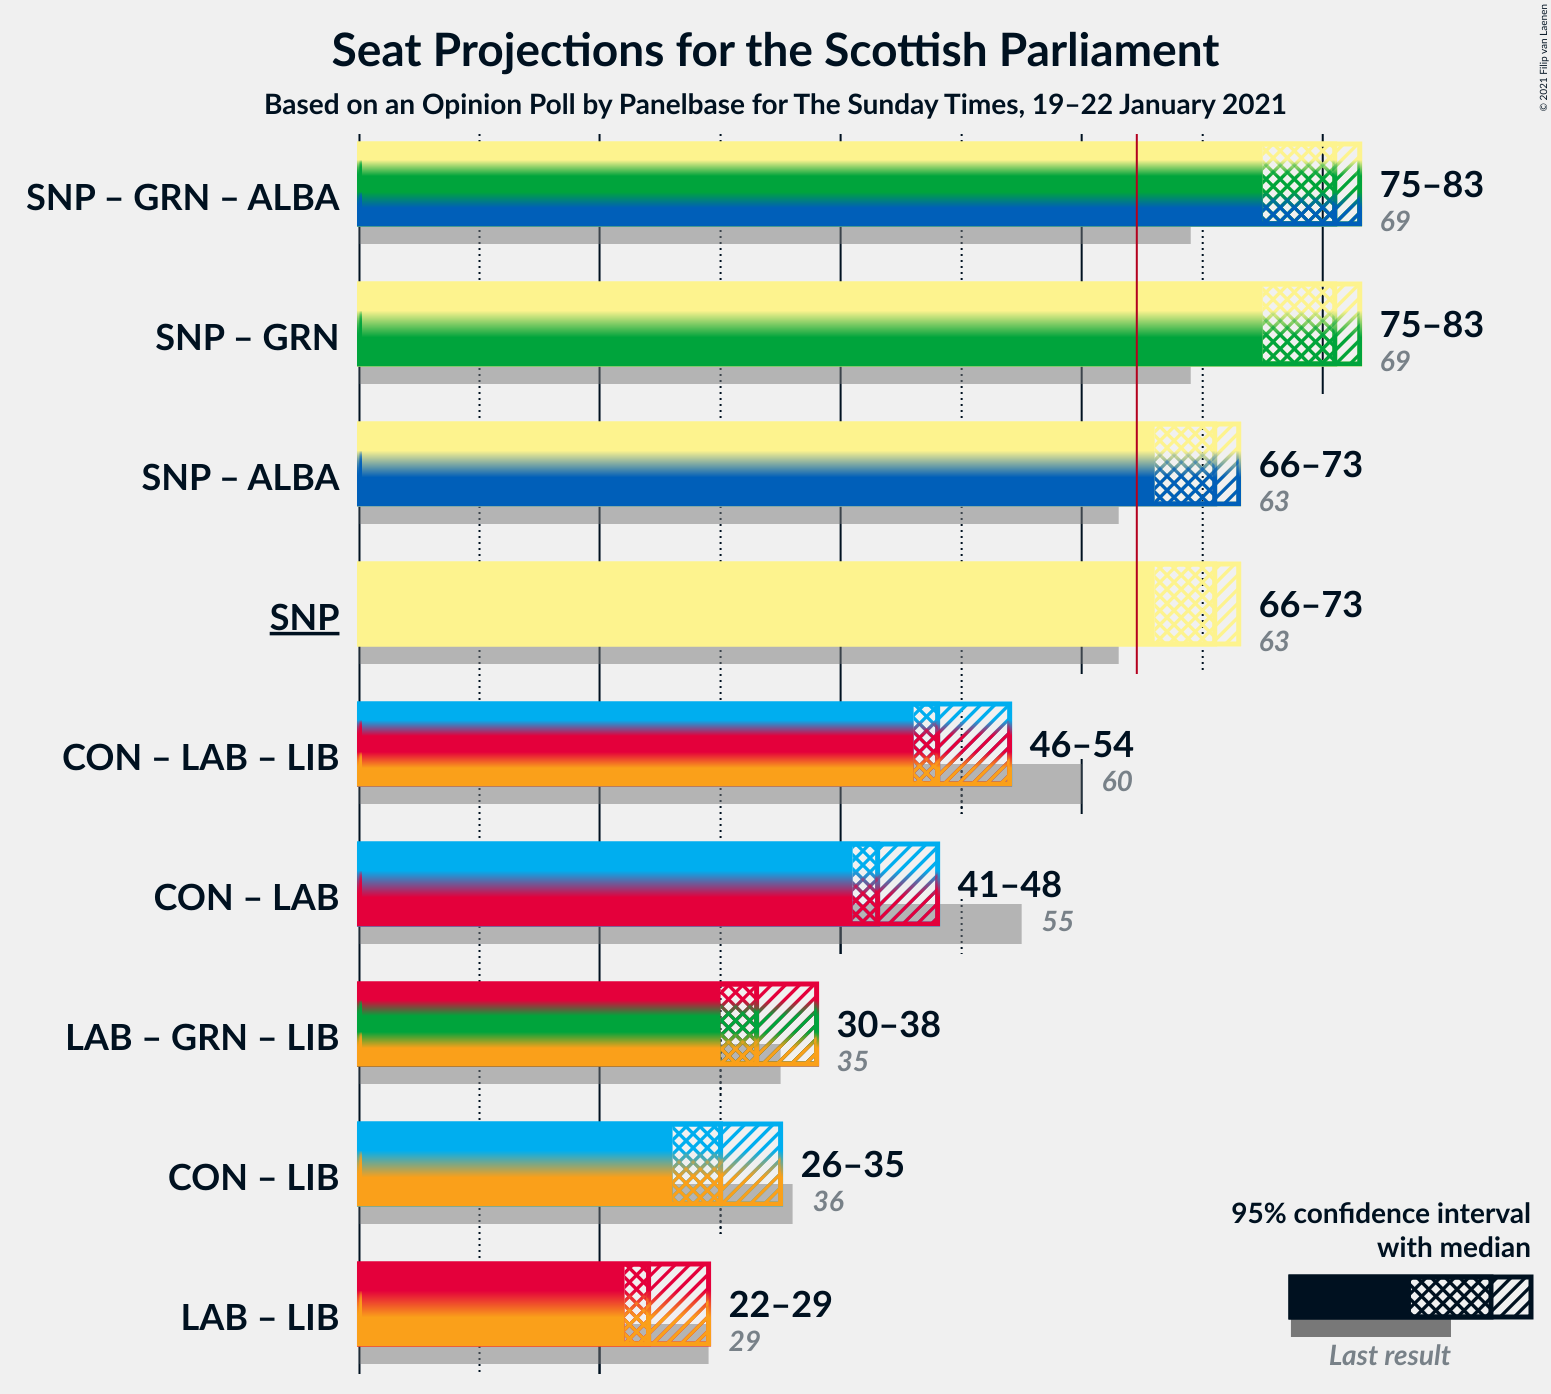 Seat Projections for the Scottish Parliament
Based on an Opinion Poll by Panelbase for The Sunday Times, 19–22 January 2021
© 2021 Filip van Laenen
SNP – GRN – ALBA
75–83
69
SNP – GRN
75–83
69
SNP – ALBA
66–73
63
SNP
66–73
63
CON – LAB – LIB
46–54
60
CON – LAB
41–48
55
LAB – GRN – LIB
30–38
35
CON – LIB
26–35
36
LAB – LIB
22–29
29
95% confidence interval
with median
Last result